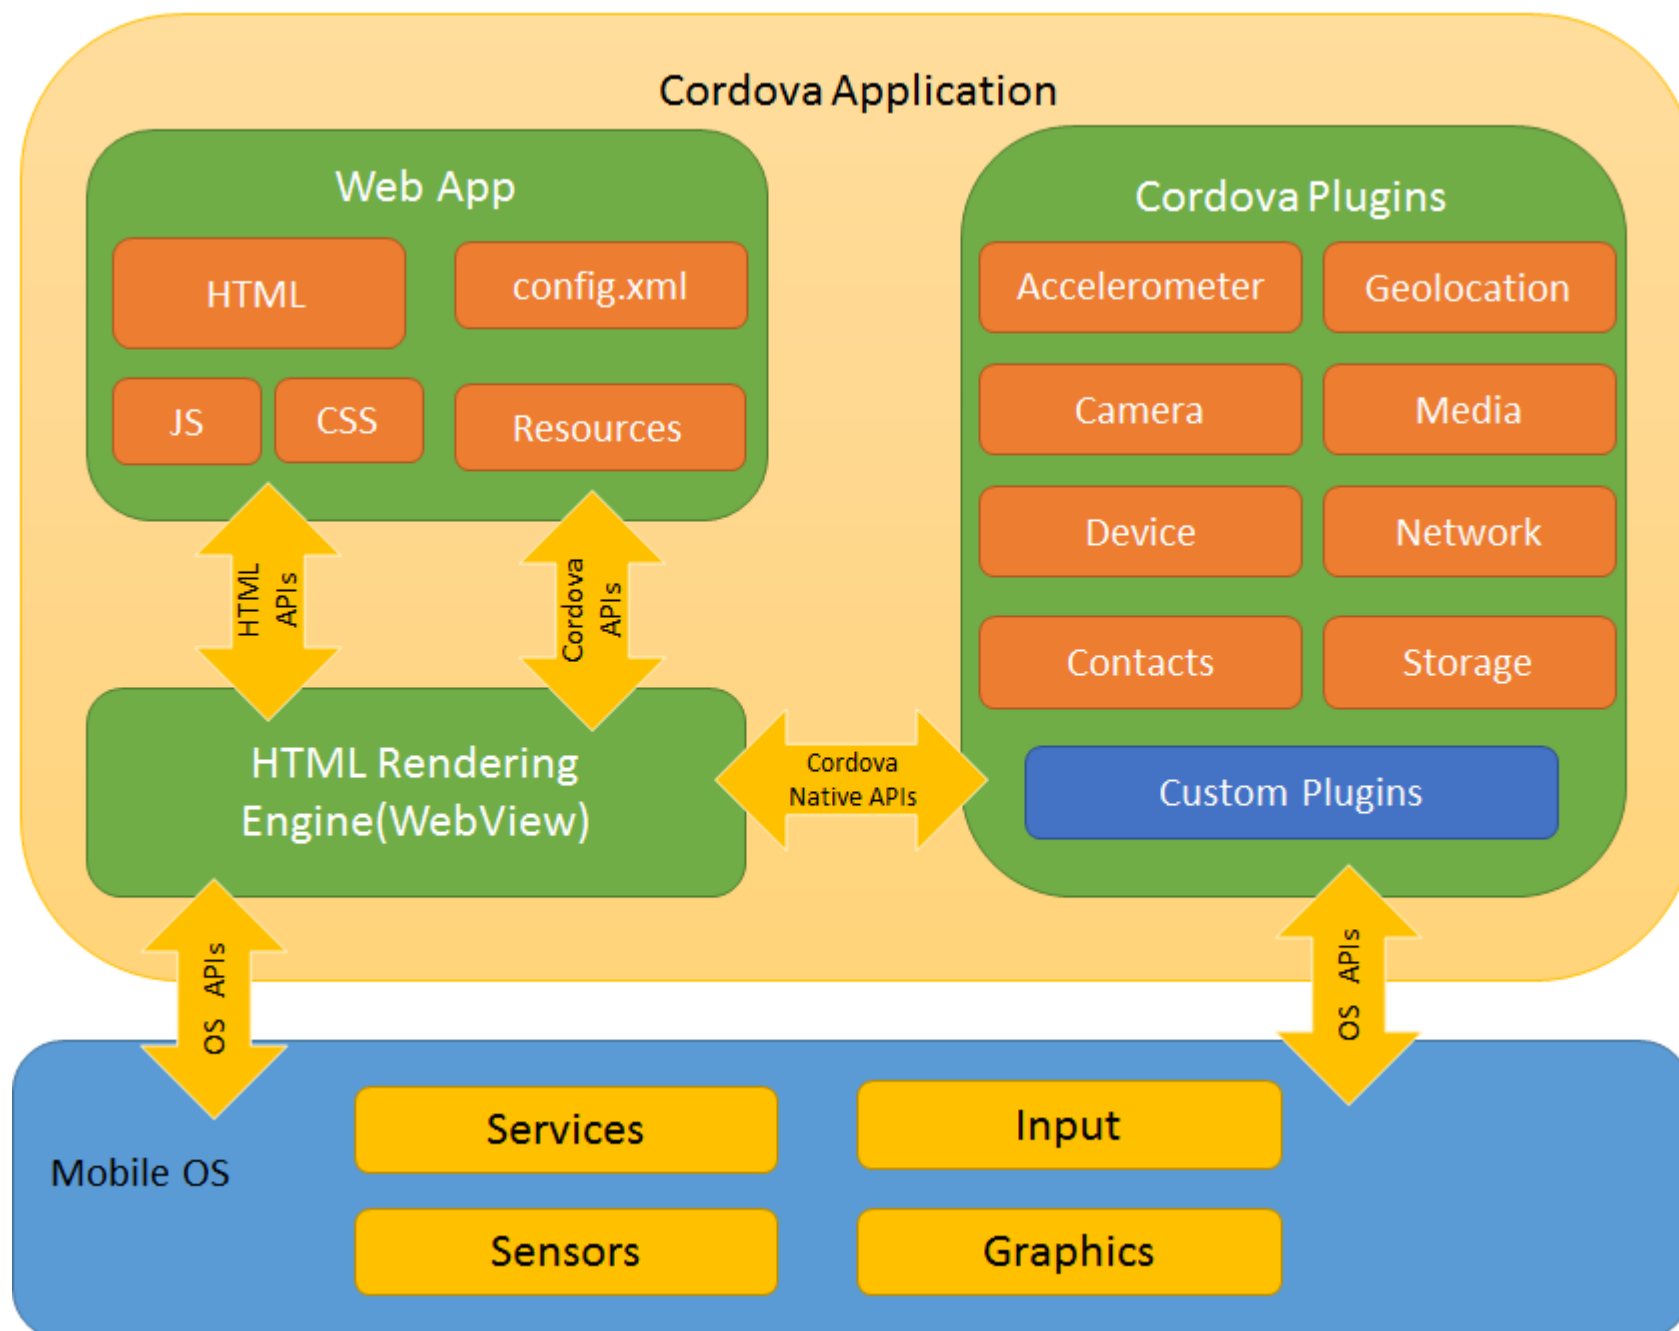 Cordova Application
Web App
HTML
config.xml
JS
CSS
Resources
HTML
APIs
Cordova
APIs
HTML Rendering
Engine(WebView)
Cordova
Native APIs
Cordova Plugins
Accelerometer
Geolocation
Camera
Media
Device
Network
Contacts
Storage
Custom Plugins
OS APIs
OS APIs
Mobile OS
Services
Input
Sensors
Graphics